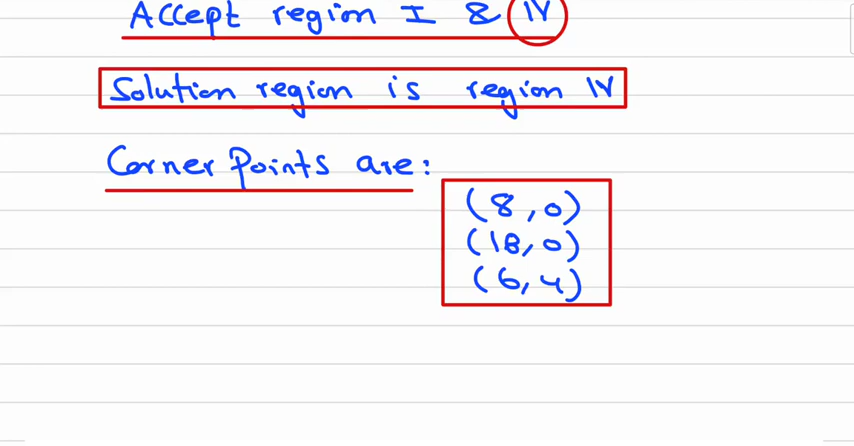 Accept region I & IV
Solution region is region IV
Corner Points are:
(8, 0)
(18, 0)
(6, 4)